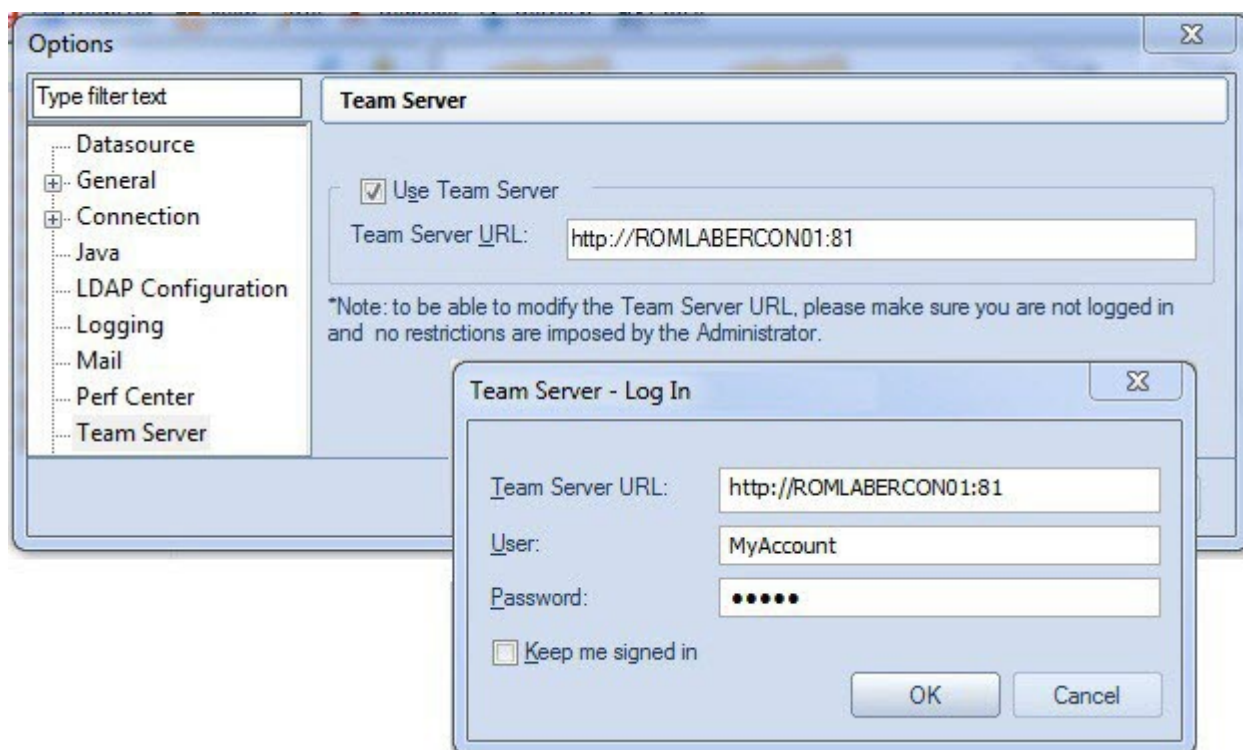 Options
Type filter text
Team Server
Datasource
General
Connection
Java
LDAP Configuration
Logging
Mail
Perf Center
Team Server
Use Team Server
Team Server URL: http://ROMLABERCON01:81
*Note: to be able to modify the Team Server URL, please make sure you are not logged in
and no restrictions are imposed by the Administrator.
Team Server - Log In
Team Server URL: http://ROMLABERCON01:81
User: MyAccount
Password: •••••
Keep me signed in
OK Cancel